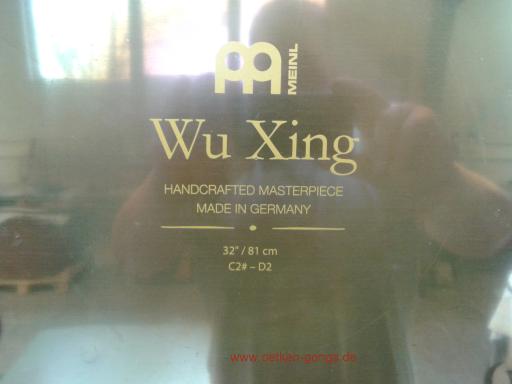 MEINL
Wu Xing
HANDCRAFTED MASTERPIECE
MADE IN GERMANY
32" / 81 cm
C2# – D2
www.oetken-gongs.de